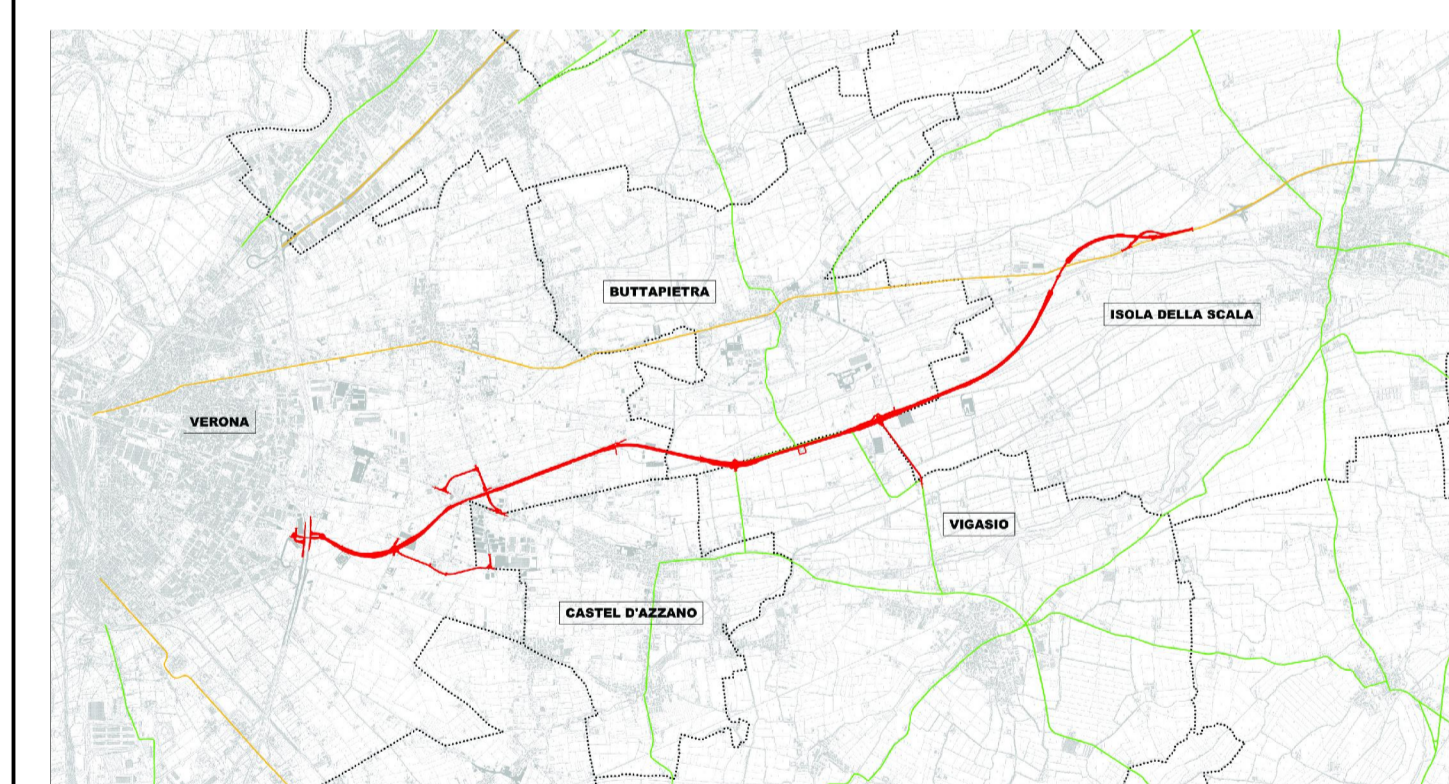 BUTTAPIETRA
ISOLA DELLA SCALA
VERONA
VIGASIO
CASTEL D'AZZANO